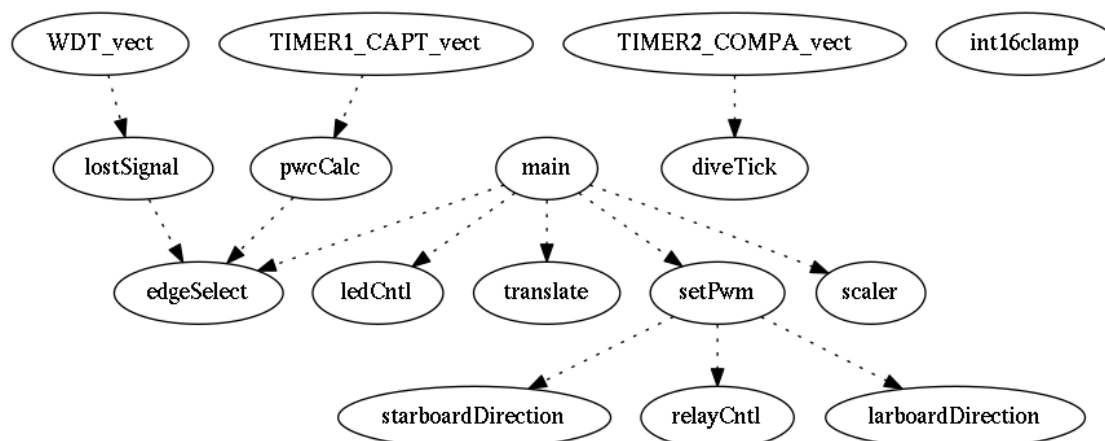 WDT_vect
TIMER1_CAPT_vect
TIMER2_COMPA_vect
int16clamp
lostSignal
pwcCalc
main
diveTick
edgeSelect
ledCntl
translate
setPwm
scaler
starboardDirection
relayCntl
larboardDirection